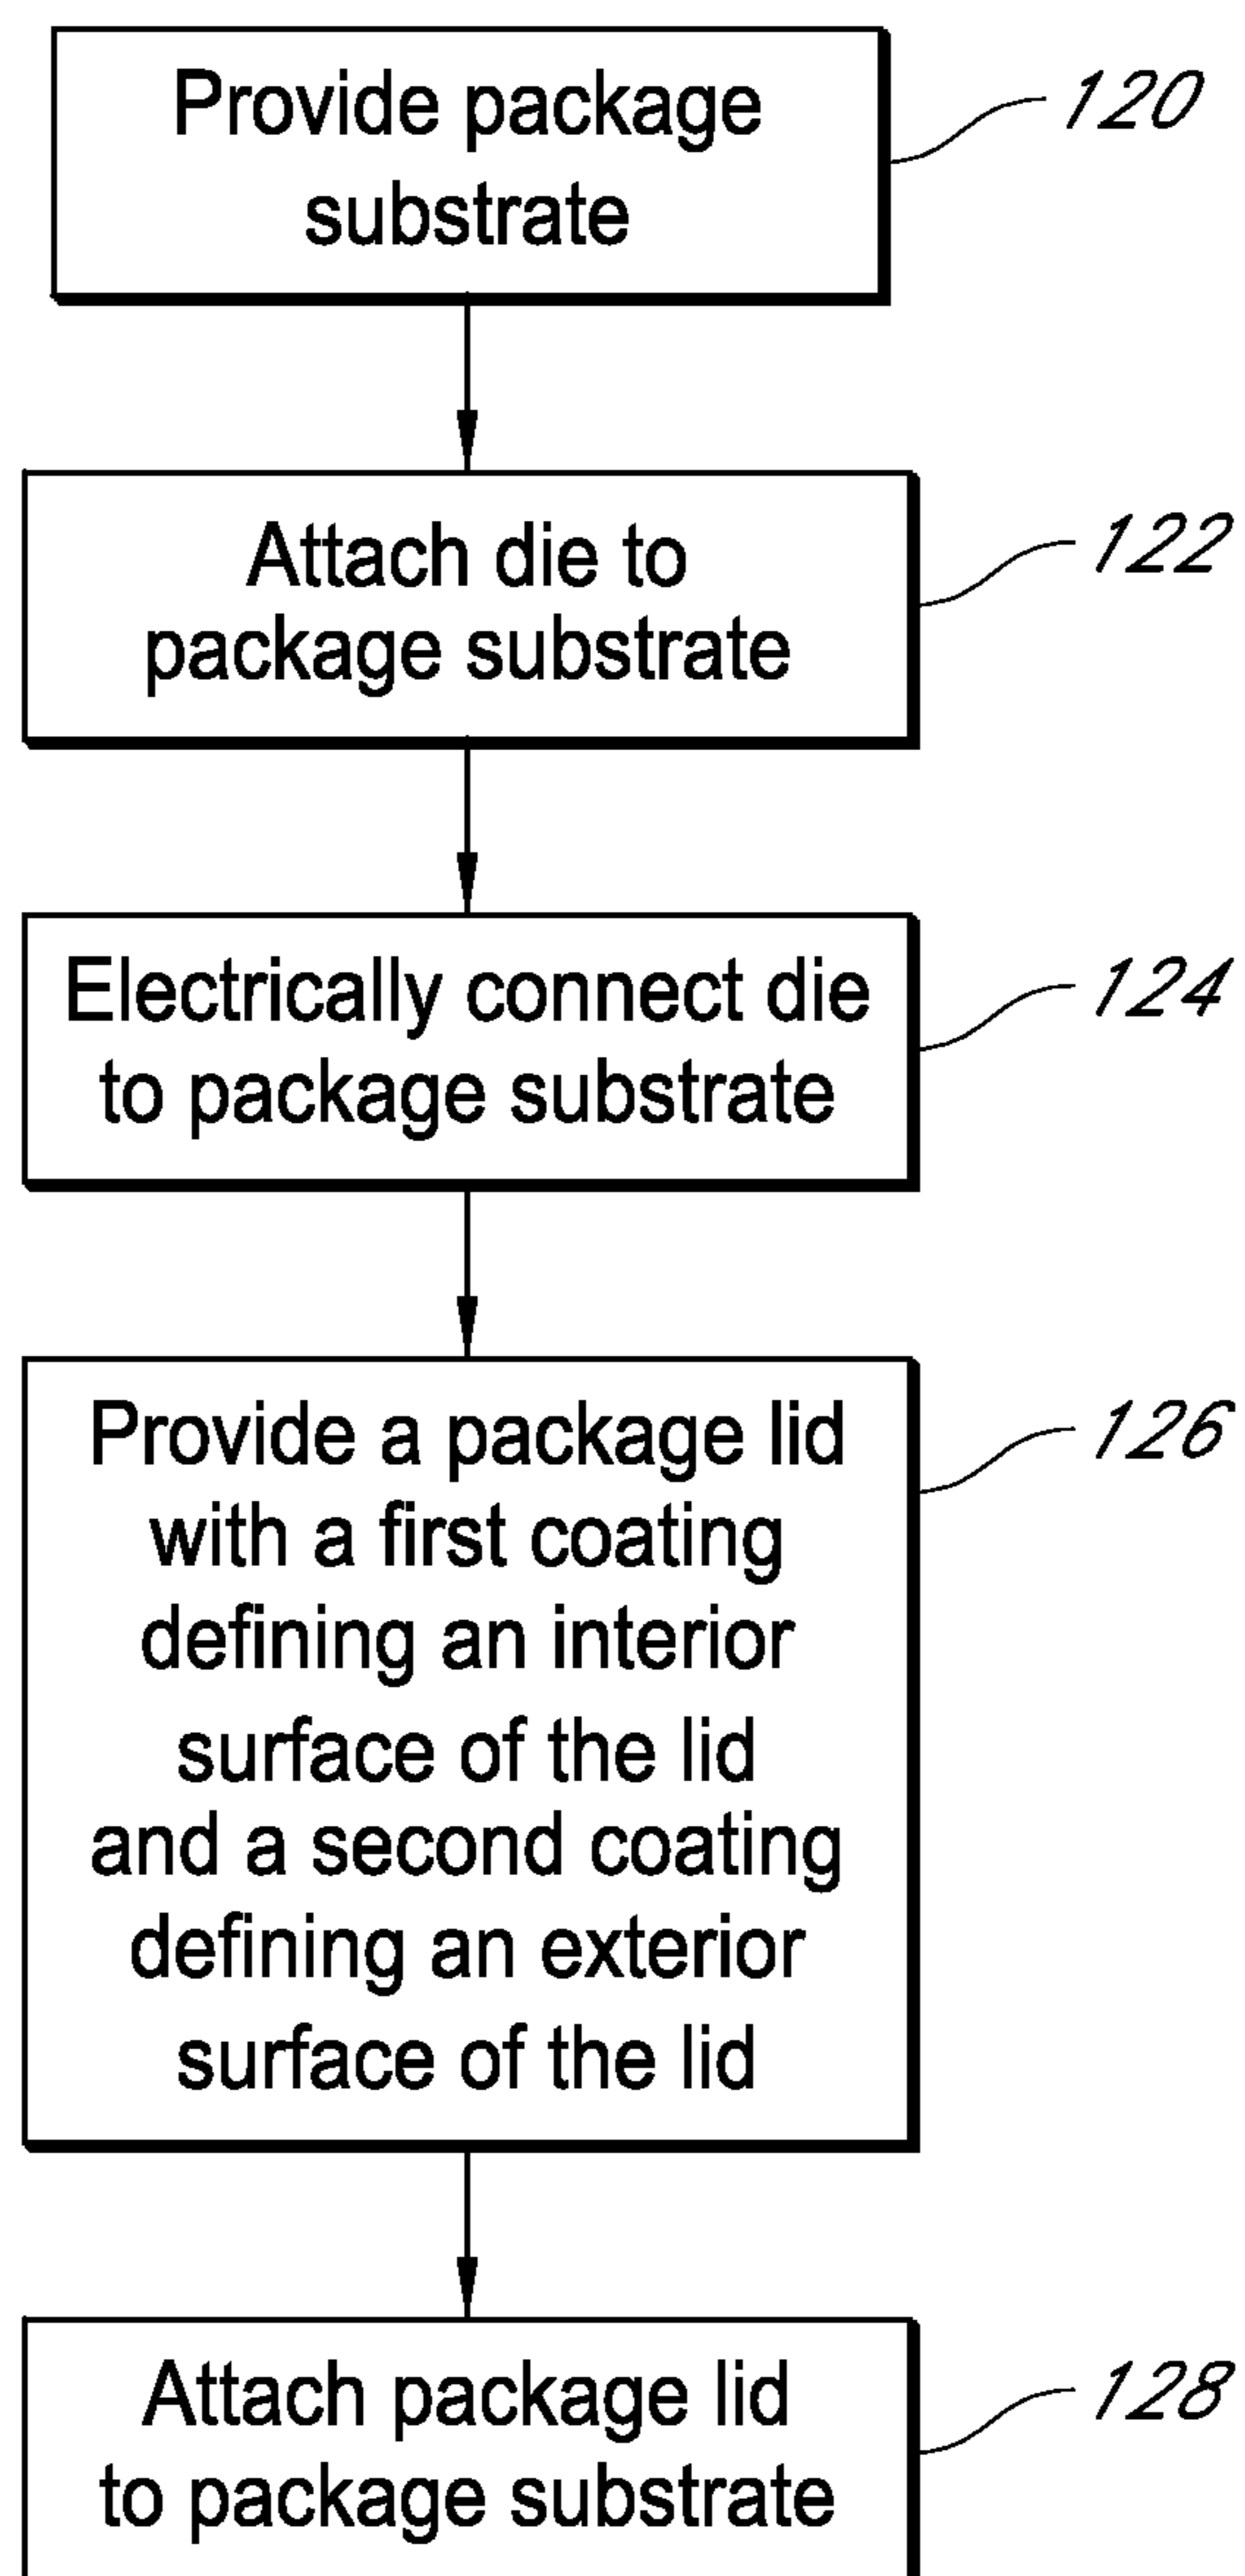 Provide package
substrate
120
Attach die to
package substrate
122
Electrically connect die
to package substrate
124
Provide a package lid
with a first coating
defining an interior
surface of the lid
and a second coating
defining an exterior
surface of the lid
126
Attach package lid
to package substrate
128